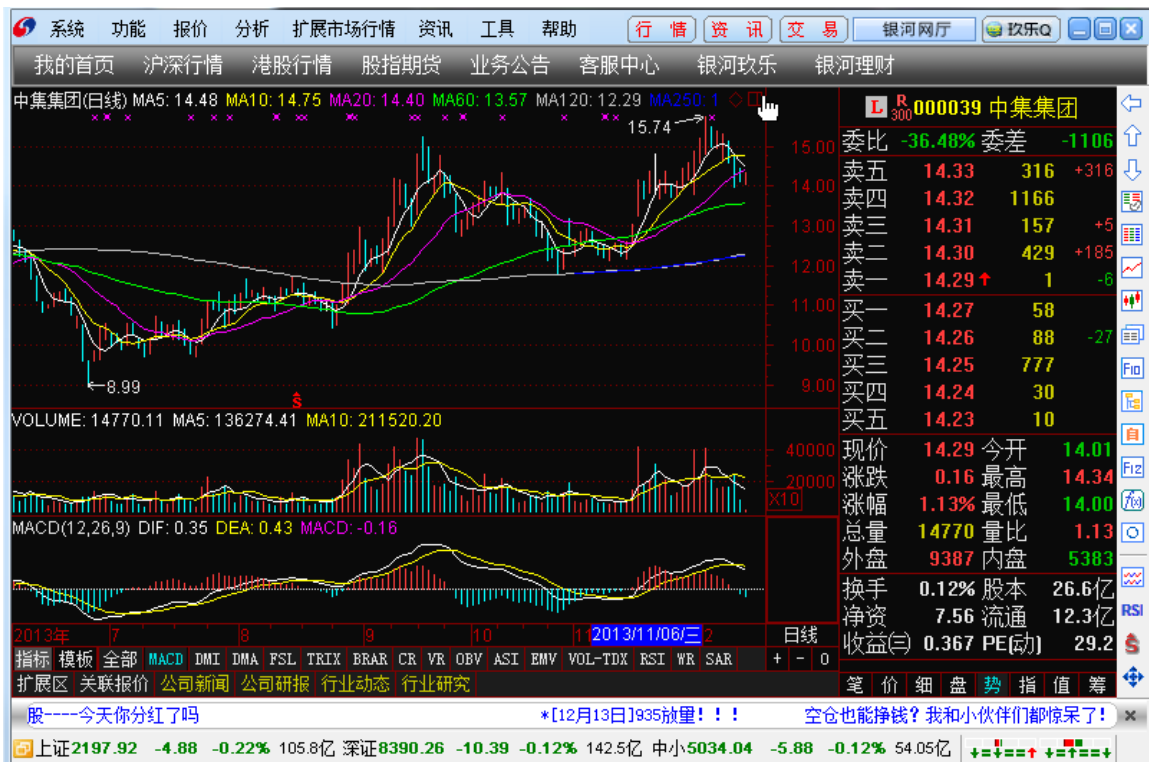 系统 功能 报价 分析 扩展市场行情 资讯 工具 帮助 行 情 资 讯 交 易 银河网厅 玖乐Q
我的首页 沪深行情 港股行情 股指期货 业务公告 客服中心 银河玖乐 银河理财
中集集团(日线) MA5: 14.48 MA10: 14.75 MA20: 14.40 MA60: 13.57 MA120: 12.29 MA250: 1
15.74
15.00
14.00
13.00
12.00
11.00
10.00
9.00
8.99
S
VOLUME: 14770.11 MA5: 136274.41 MA10: 211520.20
40000
20000
X10
MACD(12,26,9) DIF: 0.35 DEA: 0.43 MACD: -0.16
2013年 7 8 9 10 11 2013/11/06/三 2 日线
指标 模板 全部 MACD DMI DMA FSL TRIX BRAR CR VR OBV ASI EMV VOL-TDX RSI WR SAR + - 0
扩展区 关联报价 公司新闻 公司研报 行业动态 行业研究
L R 300 000039 中集集团
委比 -36.48% 委差 -1106
卖五 14.33 316 +316
卖四 14.32 1166
卖三 14.31 157 +5
卖二 14.30 429 +185
卖一 14.29↑ 1 -6
买一 14.27 58
买二 14.26 88 -27
买三 14.25 777
买四 14.24 30
买五 14.23 10
现价 14.29 今开 14.01
涨跌 0.16 最高 14.34
涨幅 1.13% 最低 14.00
总量 14770 量比 1.13
外盘 9387 内盘 5383
换手 0.12% 股本 26.6亿
净资 7.56 流通 12.3亿
收益㈢ 0.367 PE(动) 29.2
笔 价 细 盘 势 指 值 筹
F10
自
F12
f(x)
RSI
$
股----今天你分红了吗 *[12月13日]935放量！！！ 空仓也能挣钱？我和小伙伴们都惊呆了！
上证2197.92 -4.88 -0.22% 105.8亿 深证8390.26 -10.39 -0.12% 142.5亿 中小5034.04 -5.88 -0.12% 54.05亿